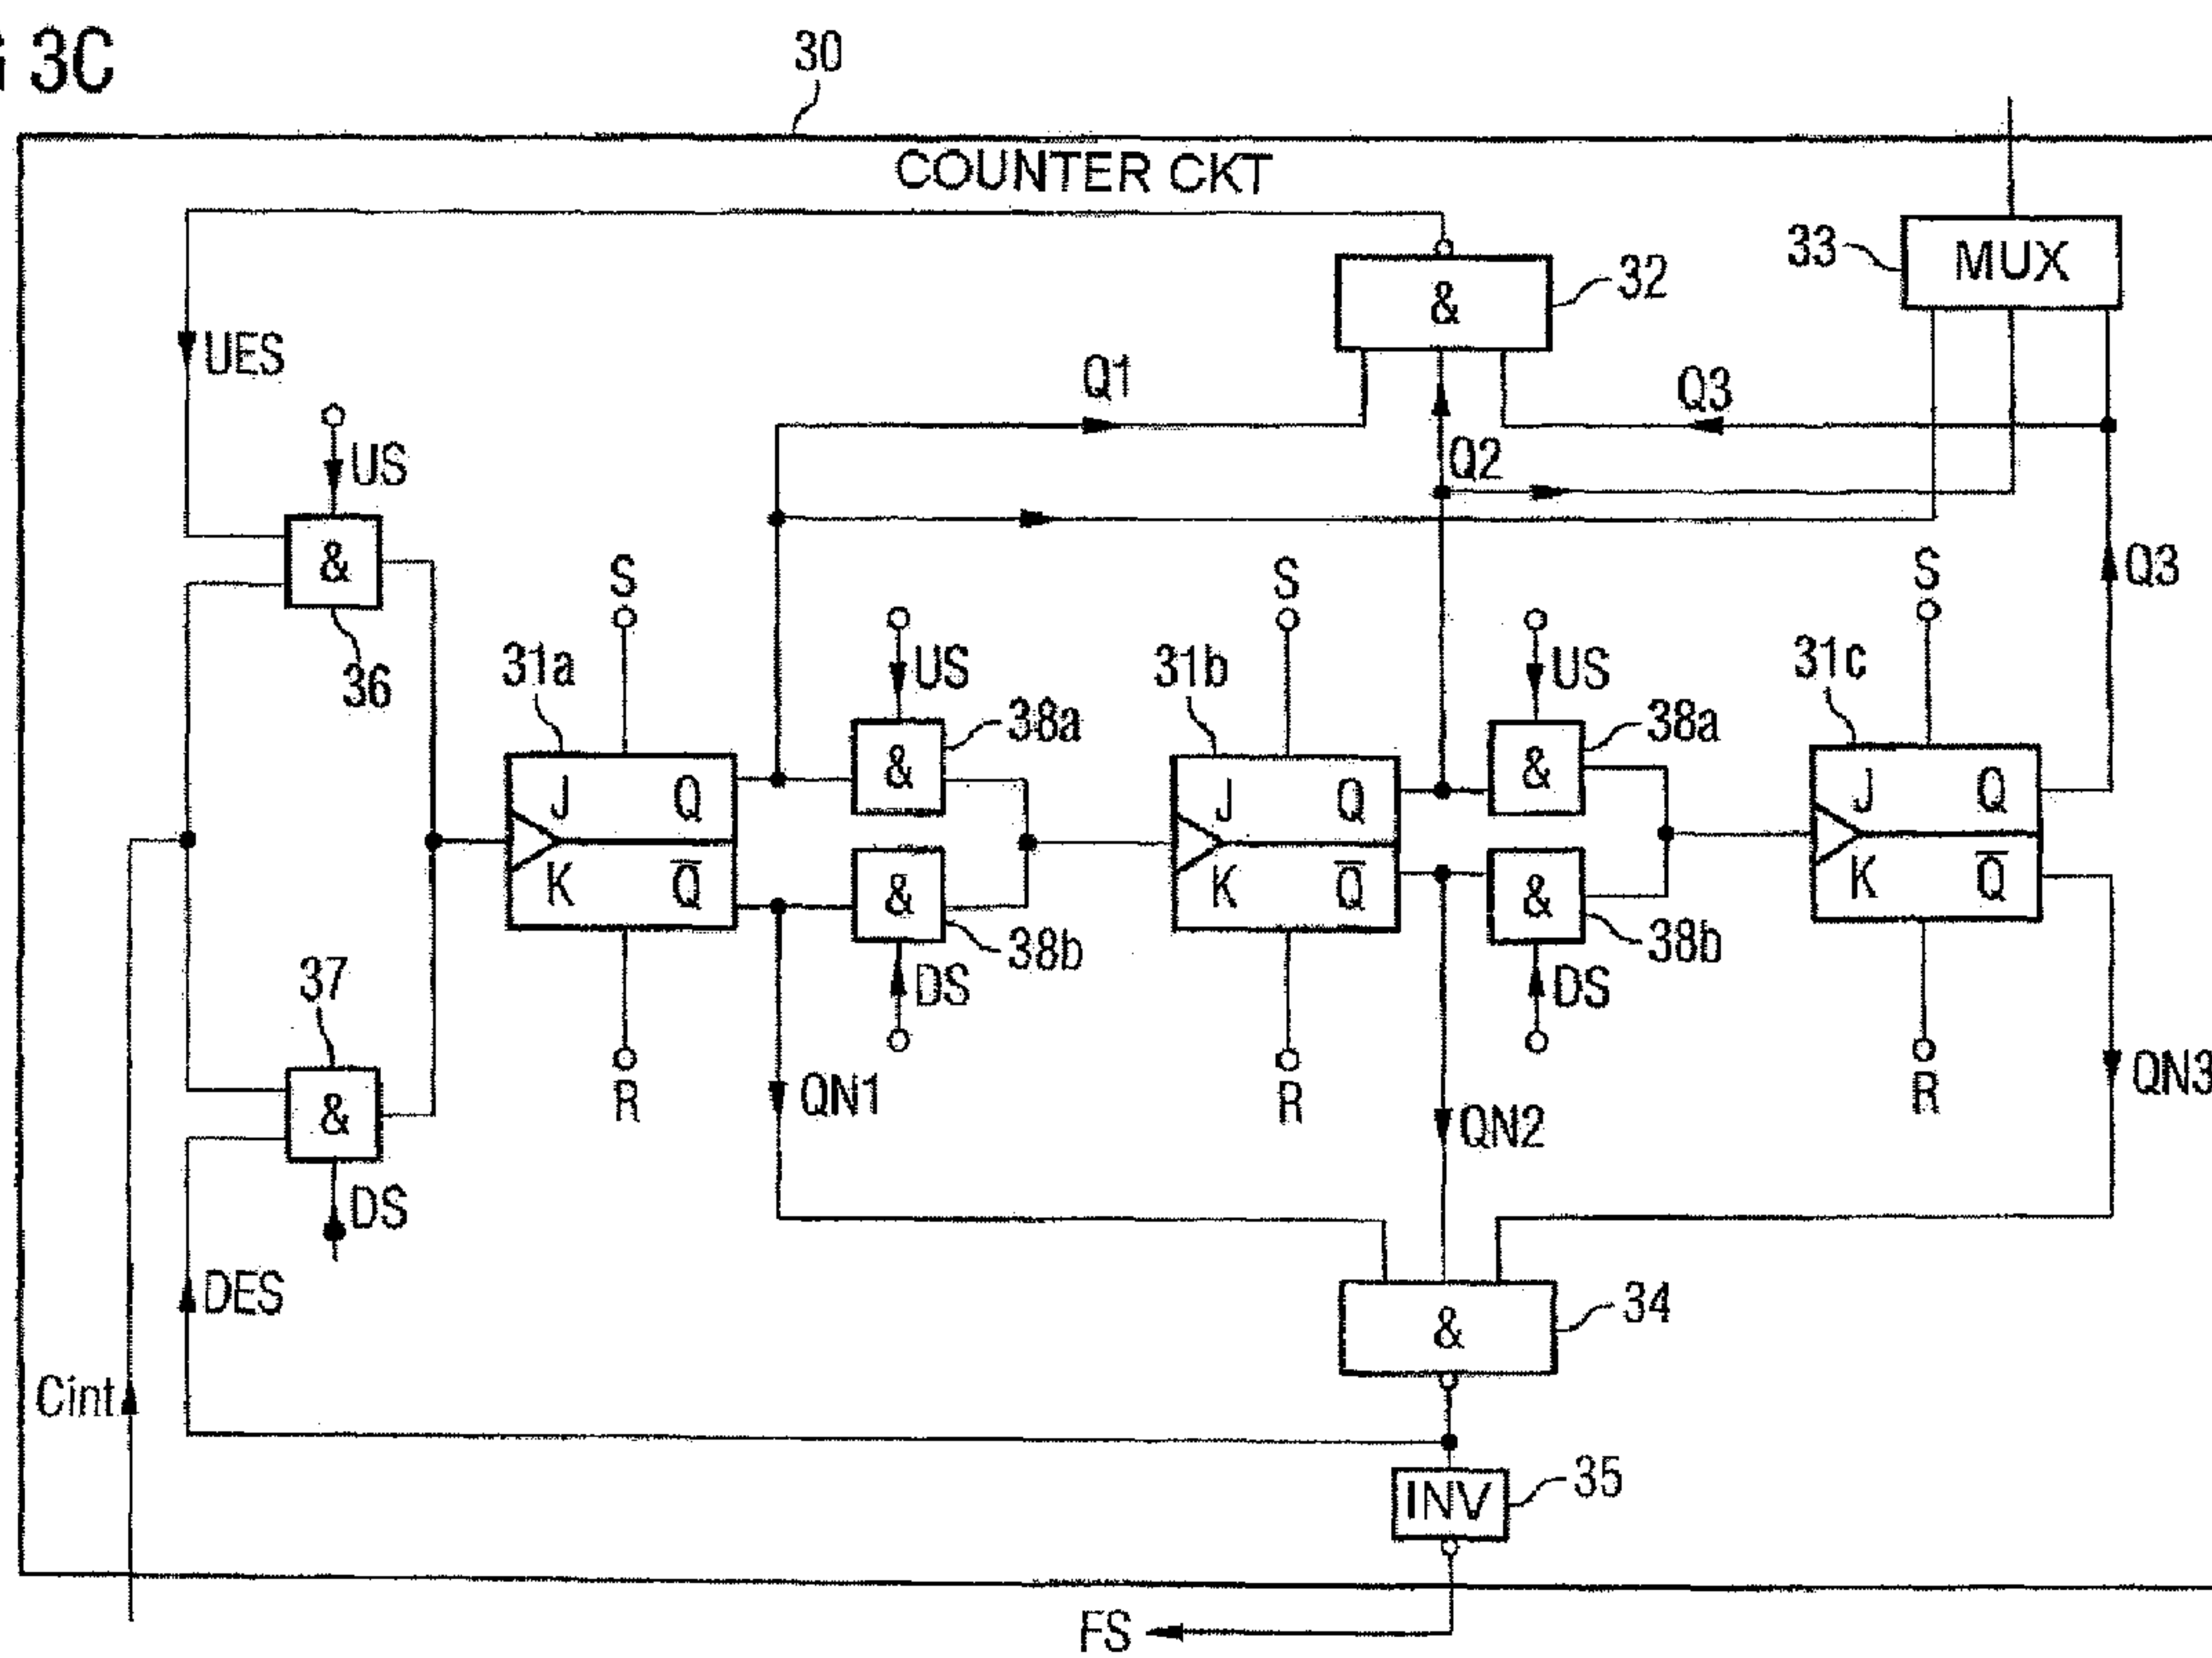 3C
30
COUNTER CKT
33
MUX
&
32
UES
Q1
Q3
US
Q2
&
S
S
S
Q3
36
31a
US
38a
31b
US
38a
31c
&
&
J Q
J Q
J Q
K Q̅
&
K Q̅
&
K Q̅
37
38b
38b
DS
DS
&
R
QN1
R
QN2
R
QN3
DS
DES
&
34
Cint
INV
35
FS